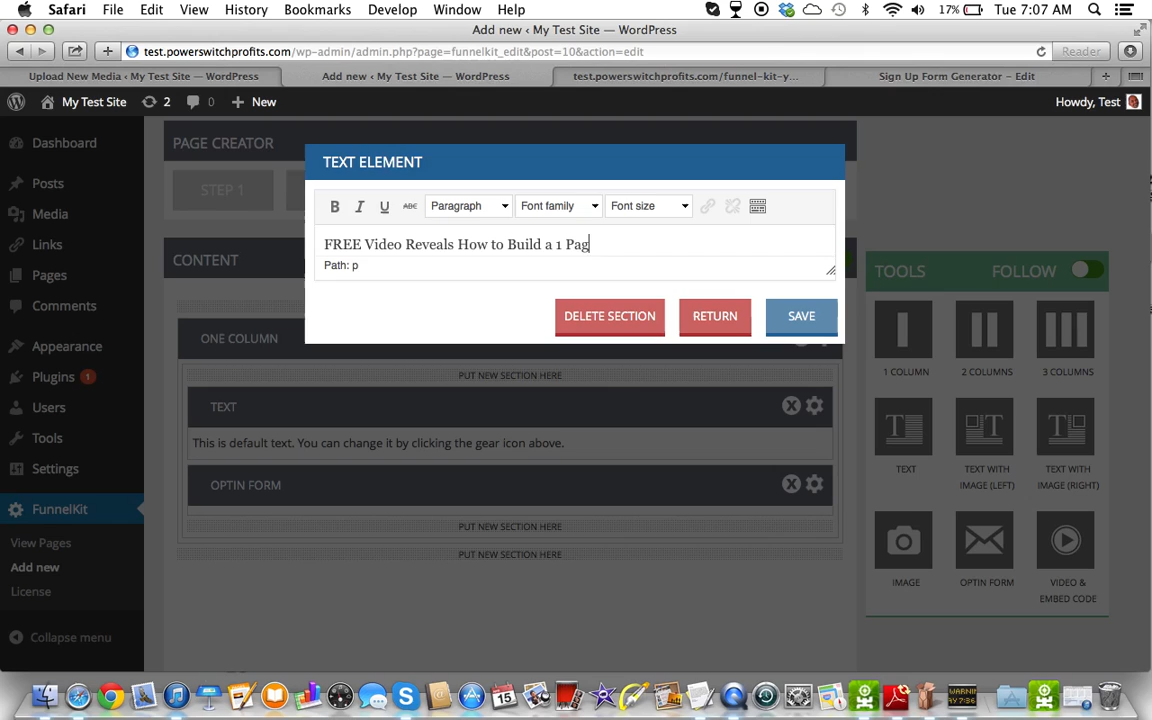 Safari File Edit View History Bookmarks Develop Window Help 17% Tue 7:07 AM
Add new ‹ My Test Site — WordPress
test.powerswitchprofits.com/wp-admin/admin.php?page=funnelkit_edit&post=10&action=edit Reader
Upload New Media ‹ My Test Site — WordPress Add new ‹ My Test Site — WordPress test.powerswitchprofits.com/funnel-kit-y... Sign Up Form Generator – Edit
My Test Site 2 0 New Howdy, Test
Dashboard
Posts
Media
Links
Pages
Comments
Appearance
Plugins 1
Users
Tools
Settings
FunnelKit
View Pages
Add new
License
Collapse menu
PAGE CREATOR
STEP 1
CONTENT
TEXT ELEMENT
B I U ABC Paragraph Font family Font size
FREE Video Reveals How to Build a 1 Pag
Path: p
DELETE SECTION RETURN SAVE
ONE COLUMN
PUT NEW SECTION HERE
TEXT
This is default text. You can change it by clicking the gear icon above.
OPTIN FORM
PUT NEW SECTION HERE
PUT NEW SECTION HERE
TOOLS FOLLOW
1 COLUMN 2 COLUMNS 3 COLUMNS
TEXT TEXT WITH IMAGE (LEFT) TEXT WITH IMAGE (RIGHT)
IMAGE OPTIN FORM VIDEO & EMBED CODE